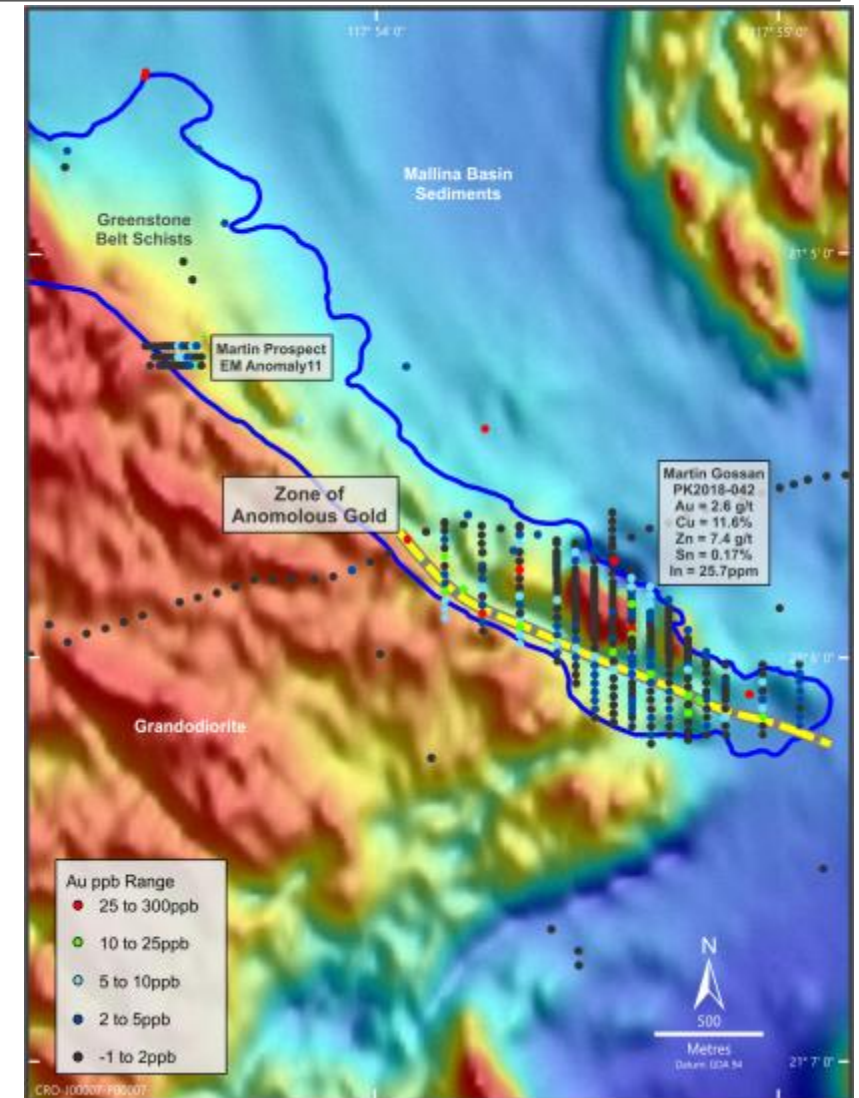 117° 54' 0"
117° 55' 0"
Mallina Basin
Sediments
Greenstone
Belt Schists
21° 5' 0"
Martin Prospect
EM Anomaly11
Martin Gossan
PK2018-042
Au = 2.6 g/t
Cu = 11.6%
Zn = 7.4 g/t
Sn = 0.17%
In = 25.7ppm
Zone of
Anomolous Gold
21° 6' 0"
Grandodiorite
Au ppb Range
25 to 300ppb
10 to 25ppb
5 to 10ppb
2 to 5ppb
-1 to 2ppb
N
500
Metres
Datum: GDA 94
21° 7' 0"